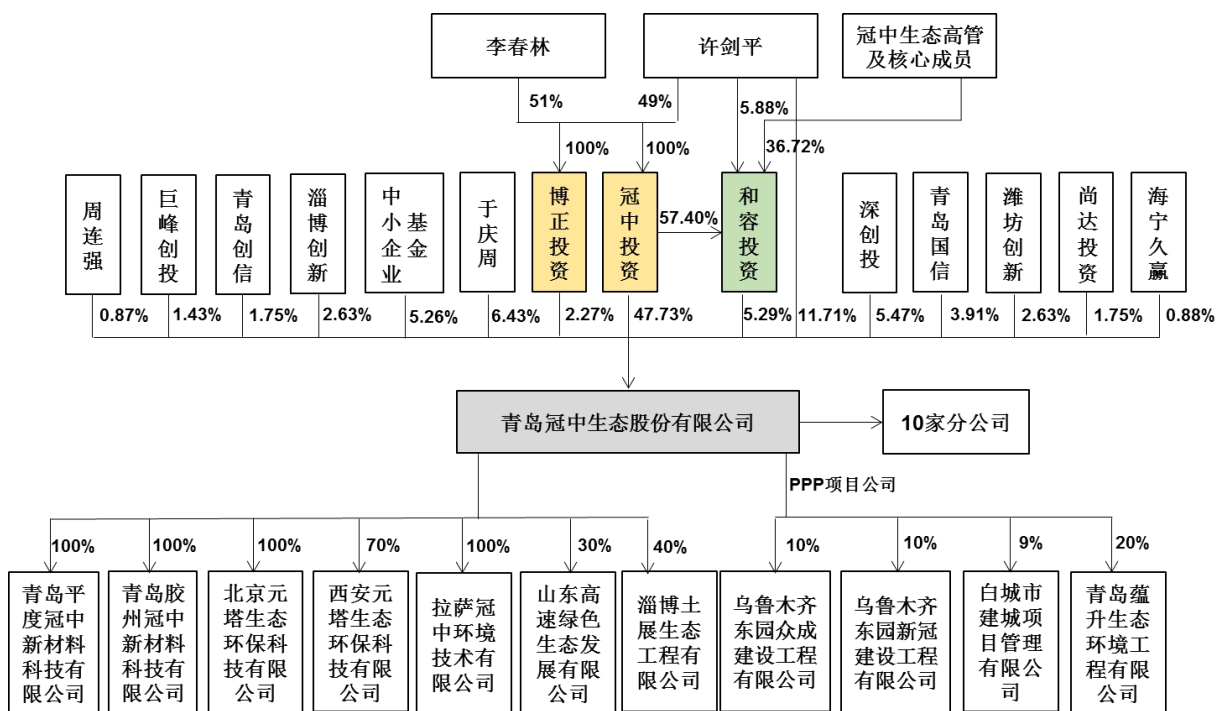 李春林
许剑平
冠中生态高管
及核心成员
51%
49%
5.88%
100%
100%
36.72%
周连强
巨峰创投
青岛创信
淄博创新
中小企业
基金
于庆周
博正投资
冠中投资
57.40%
和容投资
深创投
青岛国信
潍坊创新
尚达投资
海宁久赢
0.87%
1.43%
1.75%
2.63%
5.26%
6.43%
2.27%
47.73%
5.29%
11.71%
5.47%
3.91%
2.63%
1.75%
0.88%
青岛冠中生态股份有限公司
10家分公司
PPP项目公司
100%
100%
100%
70%
100%
30%
40%
10%
10%
9%
20%
青岛平
度冠中
新材料
科技有
限公司
青岛胶
州冠中
新材料
科技有
限公司
北京元
塔生态
环保科
技有限
公司
西安元
塔生态
环保科
技有限
公司
拉萨冠
中环境
技术有
限公司
山东高
速绿色
生态发
展有限
公司
淄博土
展生态
工程有
限公司
乌鲁木齐
东园众成
建设工程
有限公司
乌鲁木齐
东园新冠
建设工程
有限公司
白城市
建城项
目管理
有限公
司
青岛蕴
升生态
环境工
程有限
公司